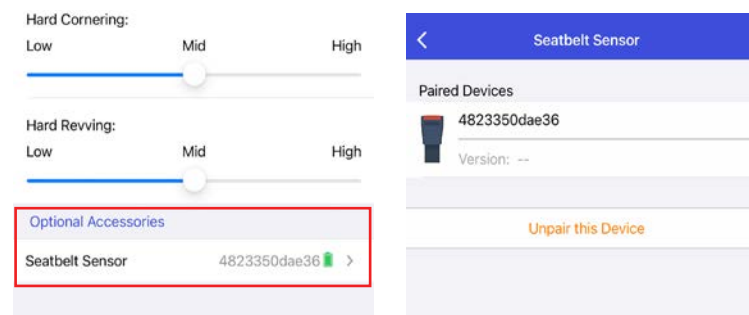 Hard Cornering:
Low Mid High
Hard Revving:
Low Mid High
Optional Accessories
Seatbelt Sensor 4823350dae36
Seatbelt Sensor
Paired Devices
4823350dae36
Version: --
Unpair this Device